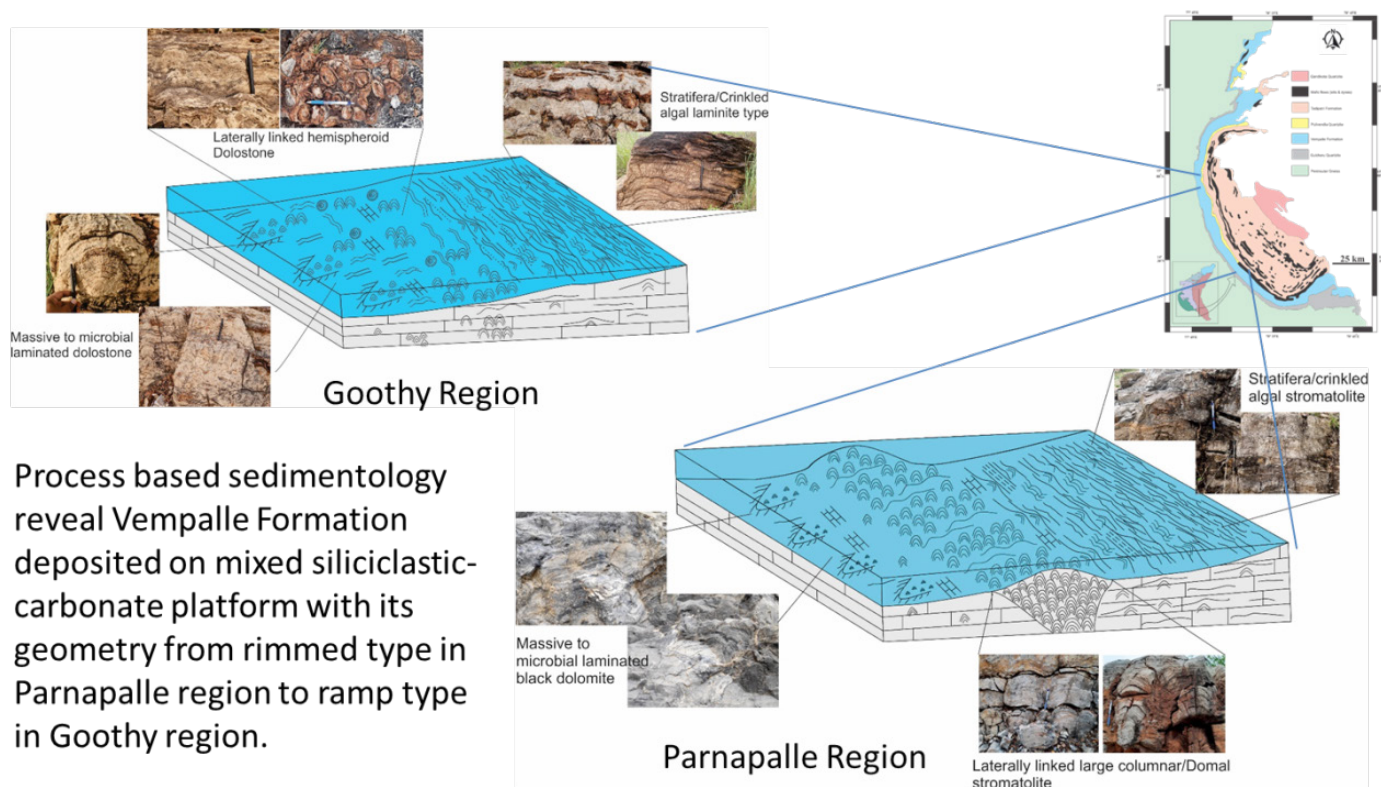 Laterally linked hemispheroid
Dolostone
Stratifera/Crinkled
algal laminite type
Massive to microbial
laminated dolostone
Goothy Region
25 km
Process based sedimentology
reveal Vempalle Formation
deposited on mixed siliciclastic-
carbonate platform with its
geometry from rimmed type in
Parnapalle region to ramp type
in Goothy region.
Stratifera/crinkled
algal stromatolite
Massive to
microbial laminated
black dolomite
Parnapalle Region
Laterally linked large columnar/Domal
stromatolite